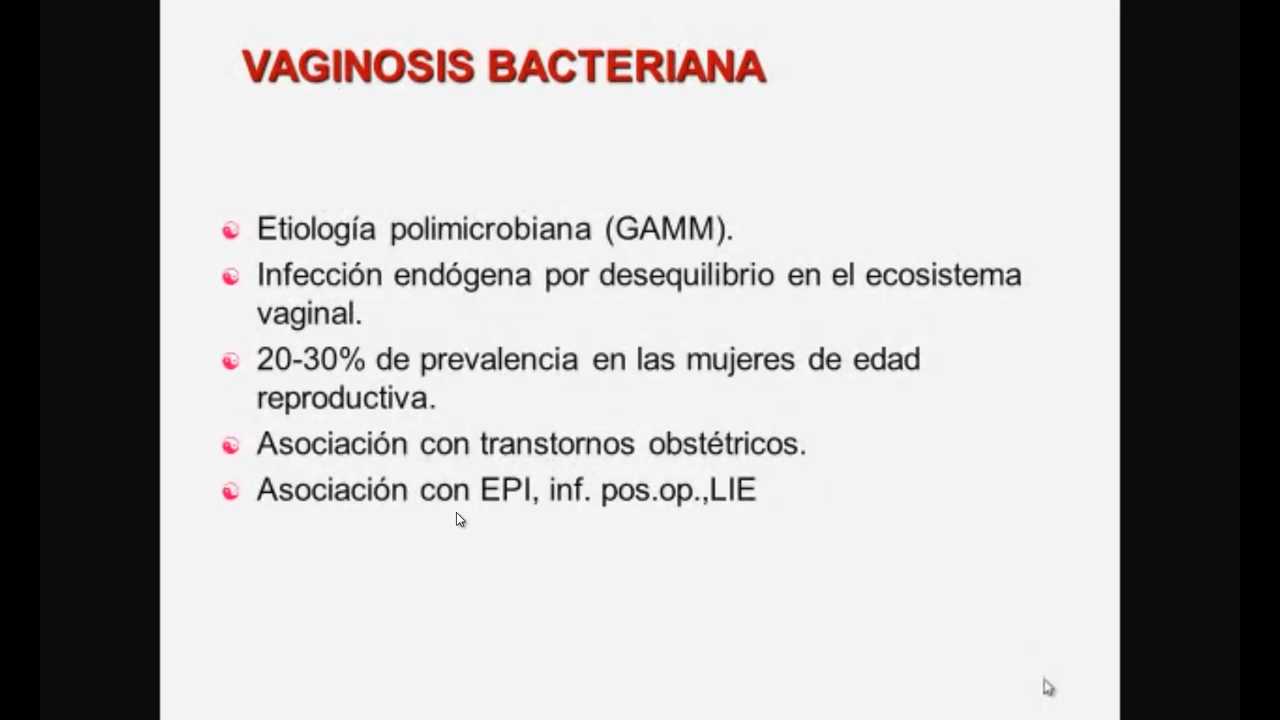 VAGINOSIS BACTERIANA
Etiología polimicrobiana (GAMM).
Infección endógena por desequilibrio en el ecosistema
vaginal.
20-30% de prevalencia en las mujeres de edad
reproductiva.
Asociación con transtornos obstétricos.
Asociación con EPI, inf. pos.op.,LIE